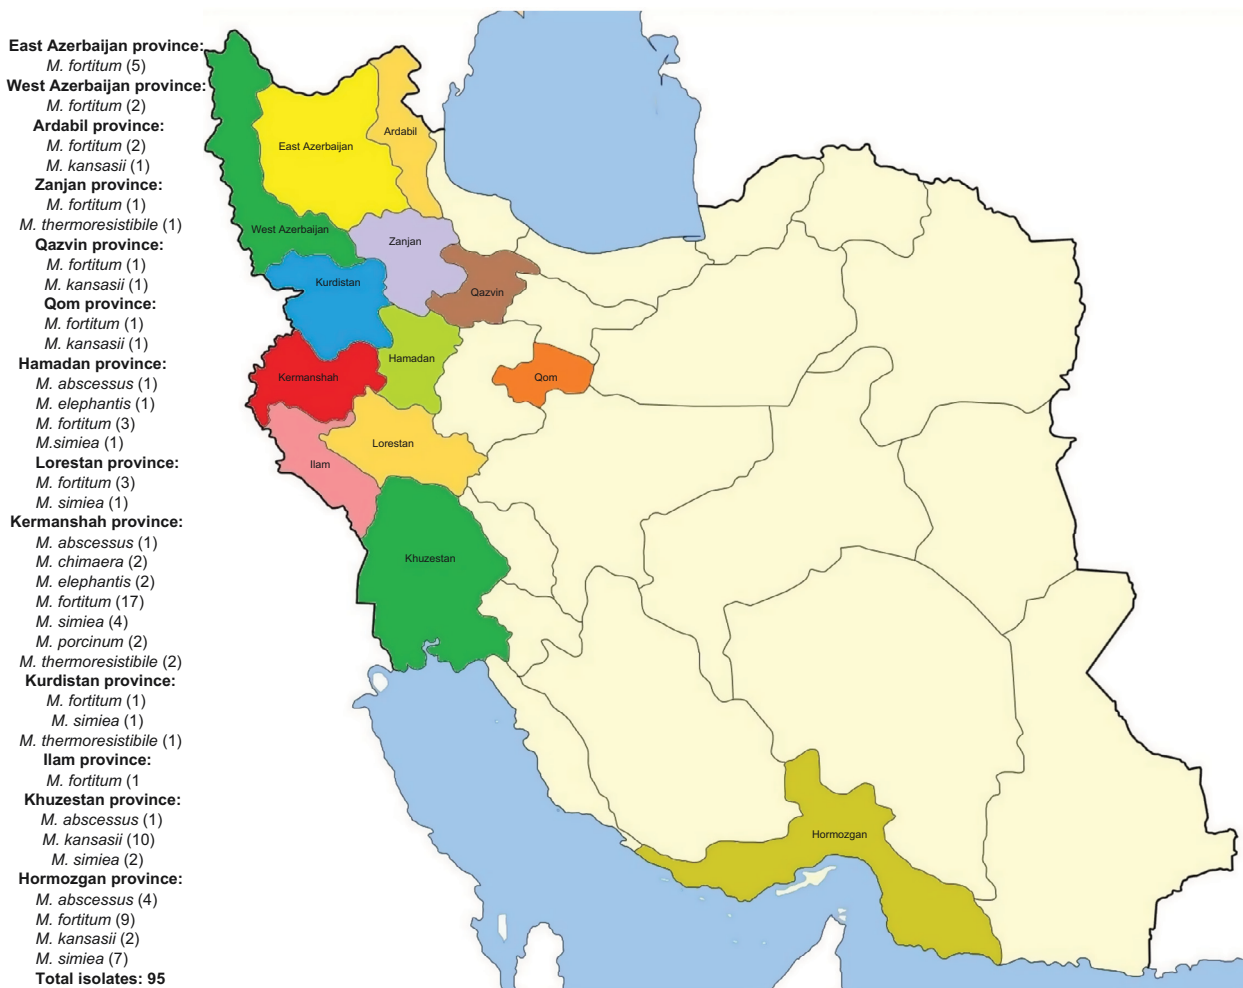 East Azerbaijan province:
M. fortitum (5)
West Azerbaijan province:
M. fortitum (2)
Ardabil province:
M. fortitum (2)
M. kansasii (1)
Zanjan province:
M. fortitum (1)
M. thermoresistibile (1)
Qazvin province:
M. fortitum (1)
M. kansasii (1)
Qom province:
M. fortitum (1)
M. kansasii (1)
Hamadan province:
M. abscessus (1)
M. elephantis (1)
M. fortitum (3)
M.simiea (1)
Lorestan province:
M. fortitum (3)
M. simiea (1)
Kermanshah province:
M. abscessus (1)
M. chimaera (2)
M. elephantis (2)
M. fortitum (17)
M. simiea (4)
M. porcinum (2)
M. thermoresistibile (2)
Kurdistan province:
M. fortitum (1)
M. simiea (1)
M. thermoresistibile (1)
Ilam province:
M. fortitum (1
Khuzestan province:
M. abscessus (1)
M. kansasii (10)
M. simiea (2)
Hormozgan province:
M. abscessus (4)
M. fortitum (9)
M. kansasii (2)
M. simiea (7)
Total isolates: 95
Ardabil
East Azerbaijan
West Azerbaijan
Zanjan
Kurdistan
Qazvin
Hamadan
Kermanshah
Qom
Lorestan
Ilam
Khuzestan
Hormozgan